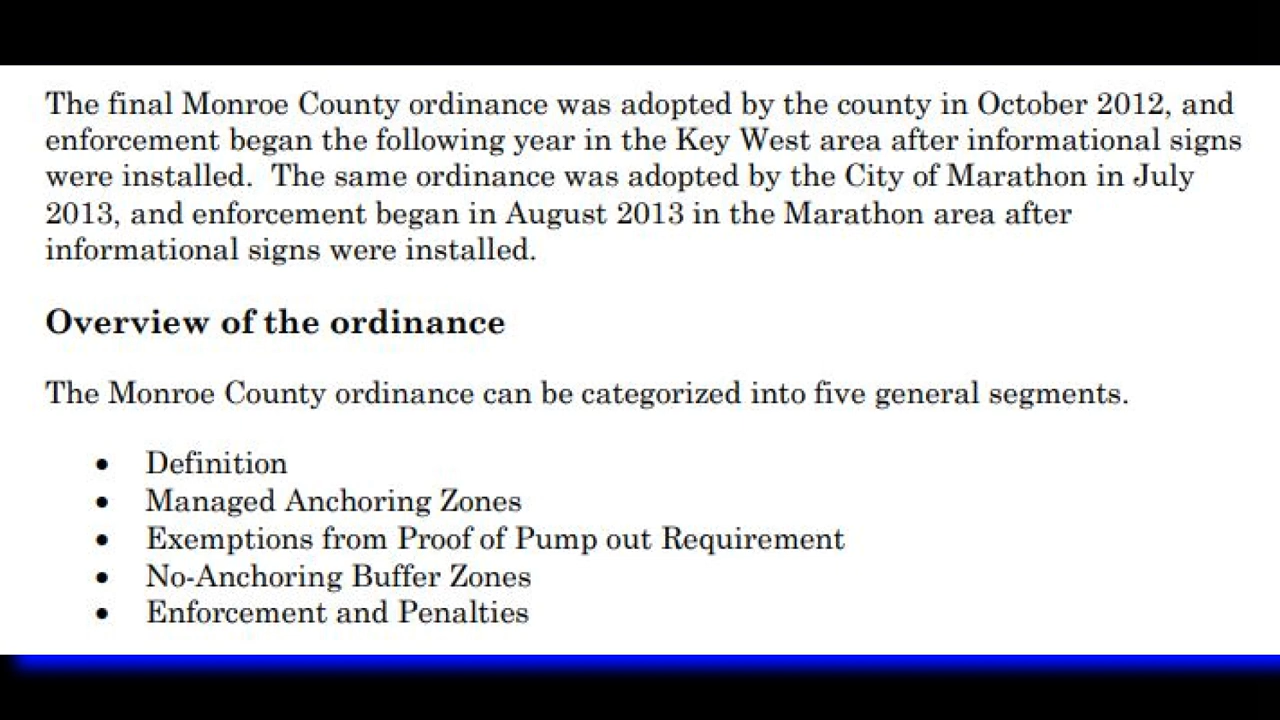 The final Monroe County ordinance was adopted by the county in October 2012, and
enforcement began the following year in the Key West area after informational signs
were installed.  The same ordinance was adopted by the City of Marathon in July
2013, and enforcement began in August 2013 in the Marathon area after
informational signs were installed.
Overview of the ordinance
The Monroe County ordinance can be categorized into five general segments.
• Definition
• Managed Anchoring Zones
• Exemptions from Proof of Pump out Requirement
• No-Anchoring Buffer Zones
• Enforcement and Penalties